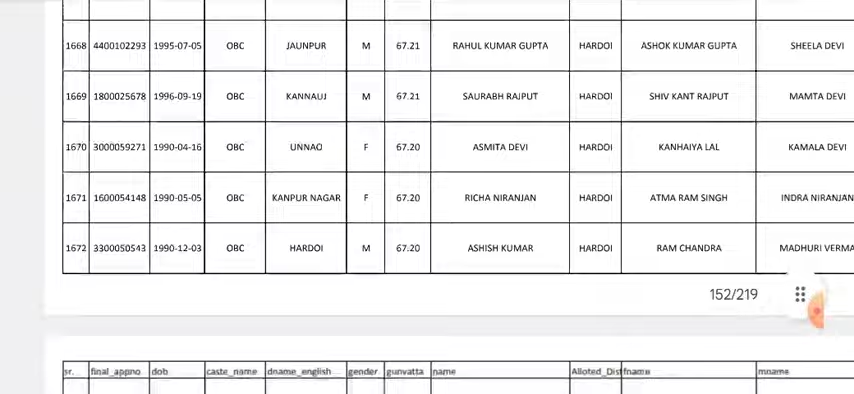 1668 4400102293 1995-07-05 OBC JAUNPUR M 67.21 RAHUL KUMAR GUPTA HARDOI ASHOK KUMAR GUPTA SHEELA DEVI
1669 1800025678 1996-09-19 OBC KANNAUJ M 67.21 SAURABH RAJPUT HARDOI SHIV KANT RAJPUT MAMTA DEVI
1670 3000059271 1990-04-16 OBC UNNAO F 67.20 ASMITA DEVI HARDOI KANHAIYA LAL KAMALA DEVI
1671 1600054148 1990-05-05 OBC KANPUR NAGAR F 67.20 RICHA NIRANJAN HARDOI ATMA RAM SINGH INDRA NIRANJAN
1672 3300050543 1990-12-03 OBC HARDOI M 67.20 ASHISH KUMAR HARDOI RAM CHANDRA MADHURI VERMA
152/219
sr. final_appno dob caste_name dname_english gender gunvatta name Alloted_Dist fname mname